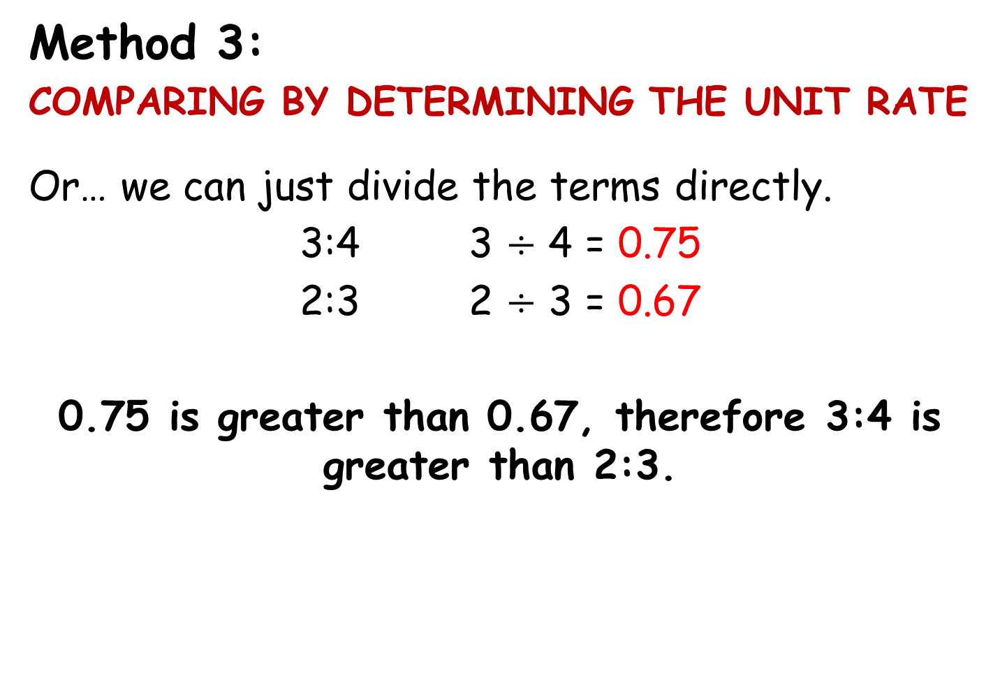 Method 3:
COMPARING BY DETERMINING THE UNIT RATE
Or… we can just divide the terms directly.
3:4 3 ÷ 4 = 0.75
2:3 2 ÷ 3 = 0.67
0.75 is greater than 0.67, therefore 3:4 is
greater than 2:3.